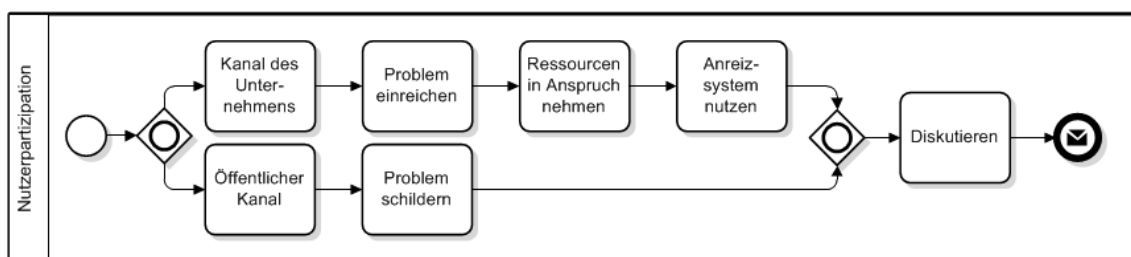 Nutzerpartizipation
Kanal des
Unter-
nehmens
Problem
einreichen
Ressourcen
in Anspruch
nehmen
Anreiz-
system
nutzen
Öffentlicher
Kanal
Problem
schildern
Diskutieren